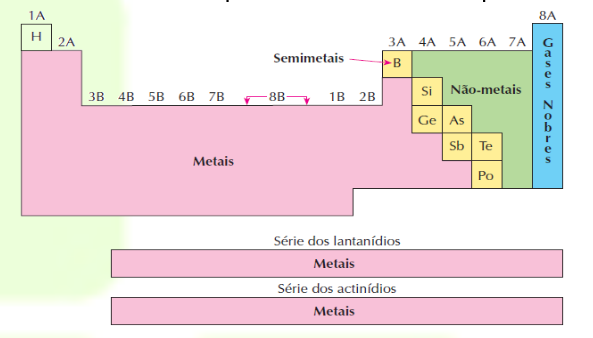 1A
8A
H
2A
3A 4A 5A 6A 7A
Gases Nobres
Semimetais
B
Não-metais
3B 4B 5B 6B 7B 8B 1B 2B
Si
Ge As
Sb Te
Po
Metais
Série dos lantanídios
Metais
Série dos actinídios
Metais